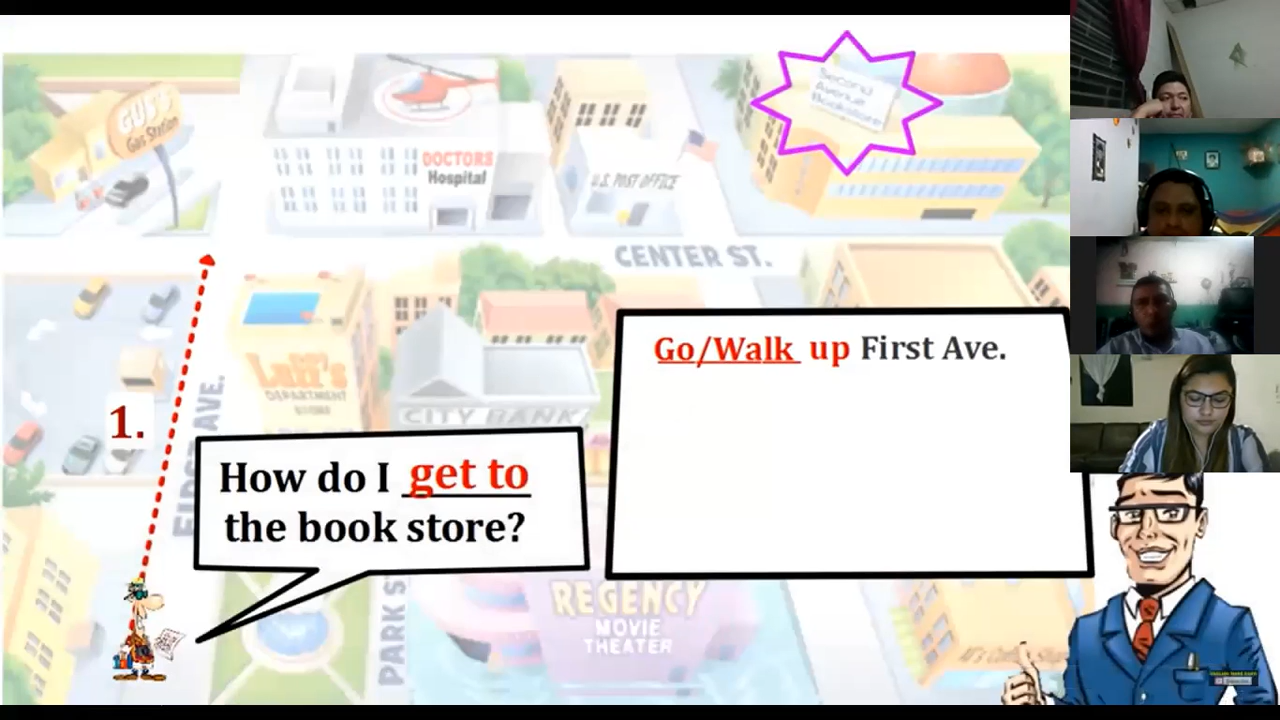 GUS'S
Gas Station
DOCTORS
Hospital
U.S. POST OFFICE
Second
Avenue
Bookstore
CENTER ST.
Go/Walk up First Ave.
Laff's
DEPARTMENT
CITY BANK
1.
FIRST AVE.
How do I get to
the book store?
PARK S
REGENCY
MOVIE
THEATER